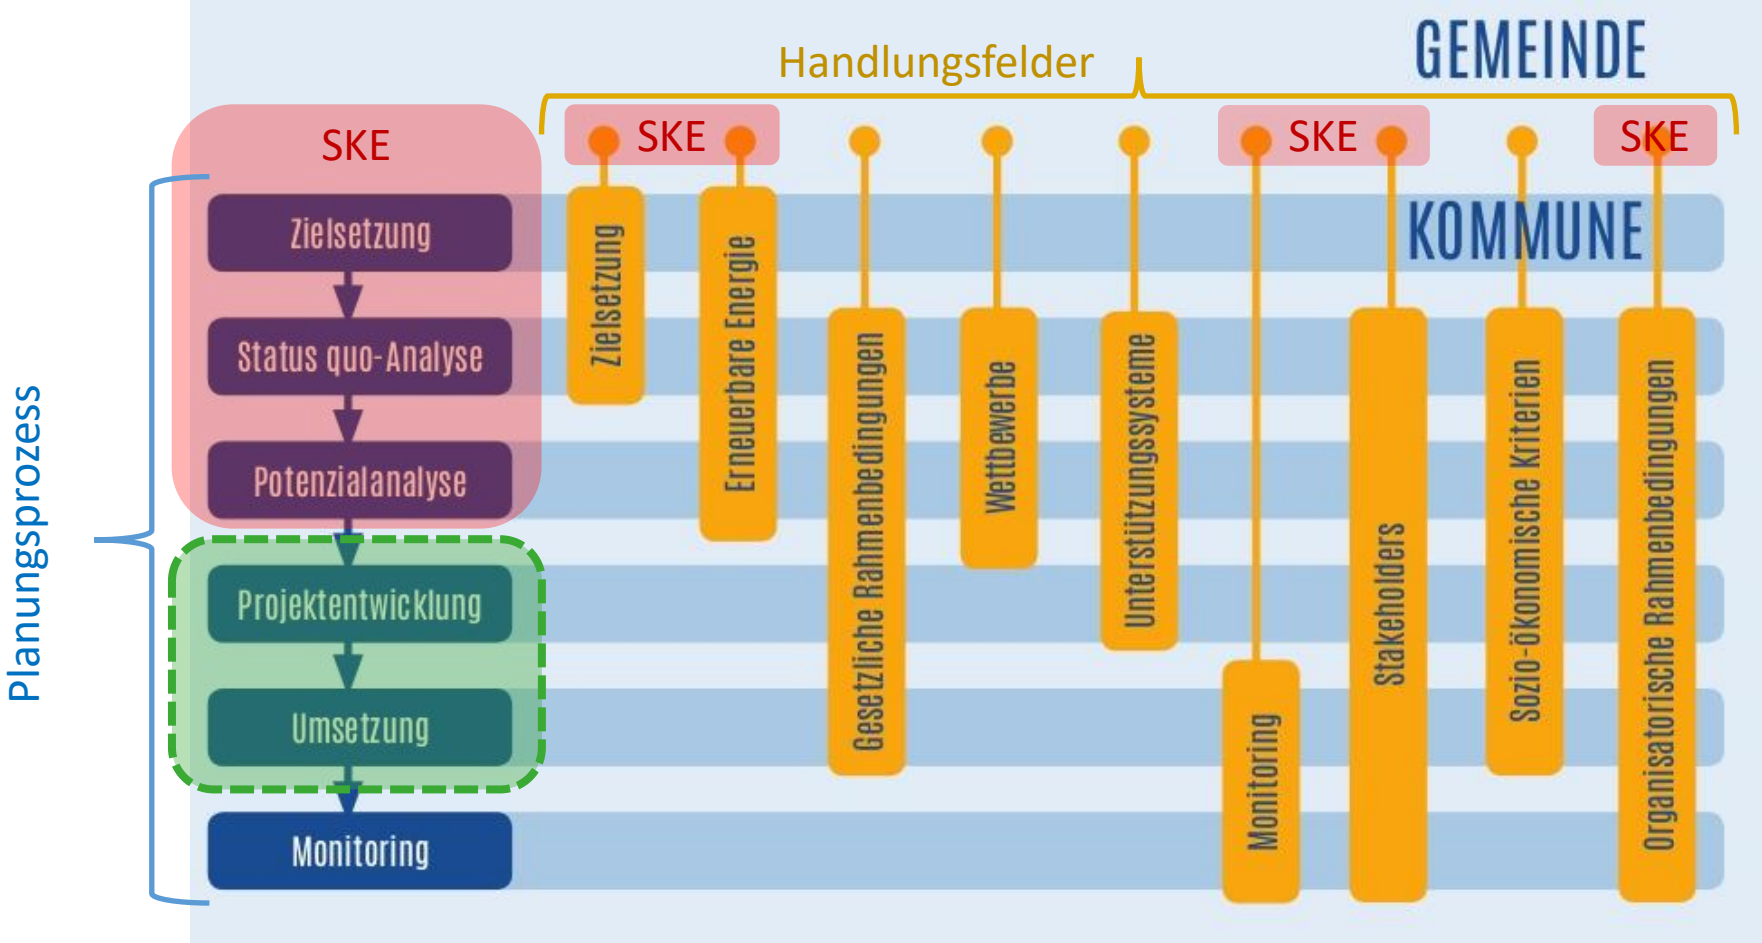 GEMEINDE
Handlungsfelder
SKE
SKE
SKE
SKE
KOMMUNE
Planungsprozess
Zielsetzung
Status quo-Analyse
Potenzialanalyse
Projektentwicklung
Umsetzung
Monitoring
Zielsetzung
Erneuerbare Energie
Gesetzliche Rahmenbedingungen
Wettbewerbe
Unterstützungssysteme
Monitoring
Stakeholders
Sozio-ökonomische Kriterien
Organisatorische Rahmenbedingungen